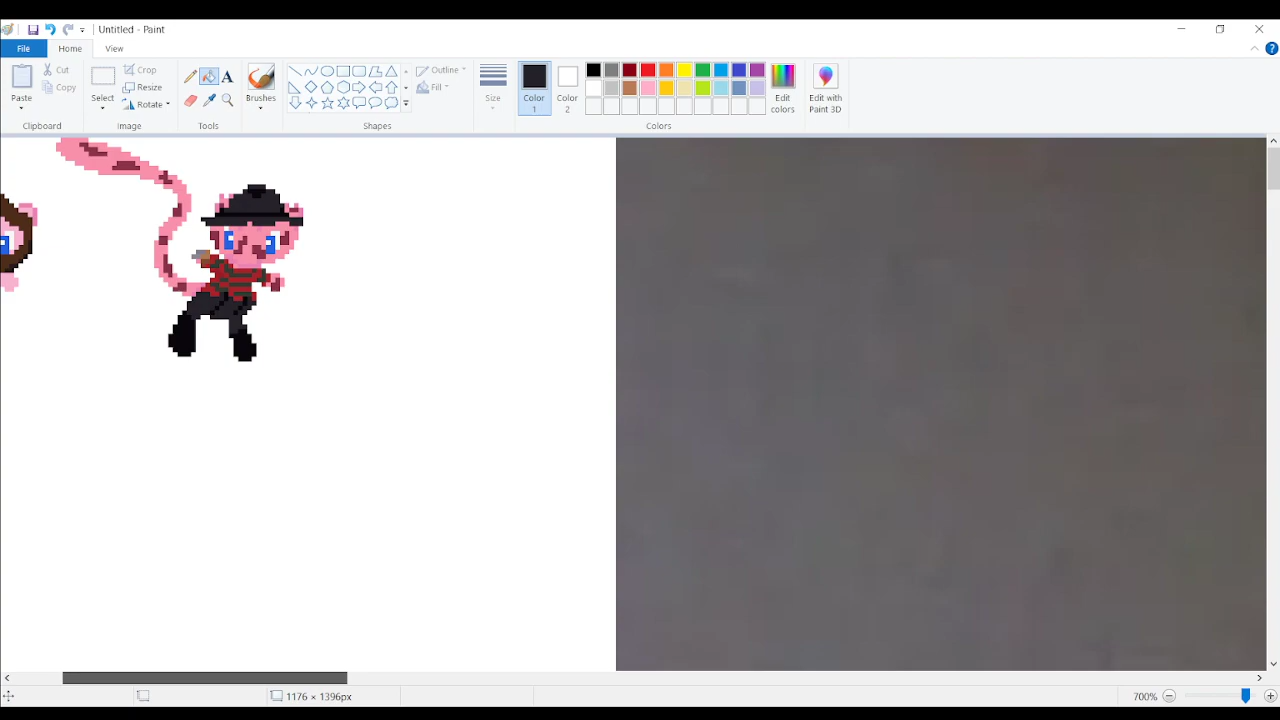 Untitled - Paint
File Home View
Paste
Cut
Copy
Clipboard
Select
Crop
Resize
Rotate
Image
A
Tools
Brushes
Shapes
Outline
Fill
Size
Color 1
Color 2
Colors
Edit colors
Edit with Paint 3D
1176 × 1396px
700%